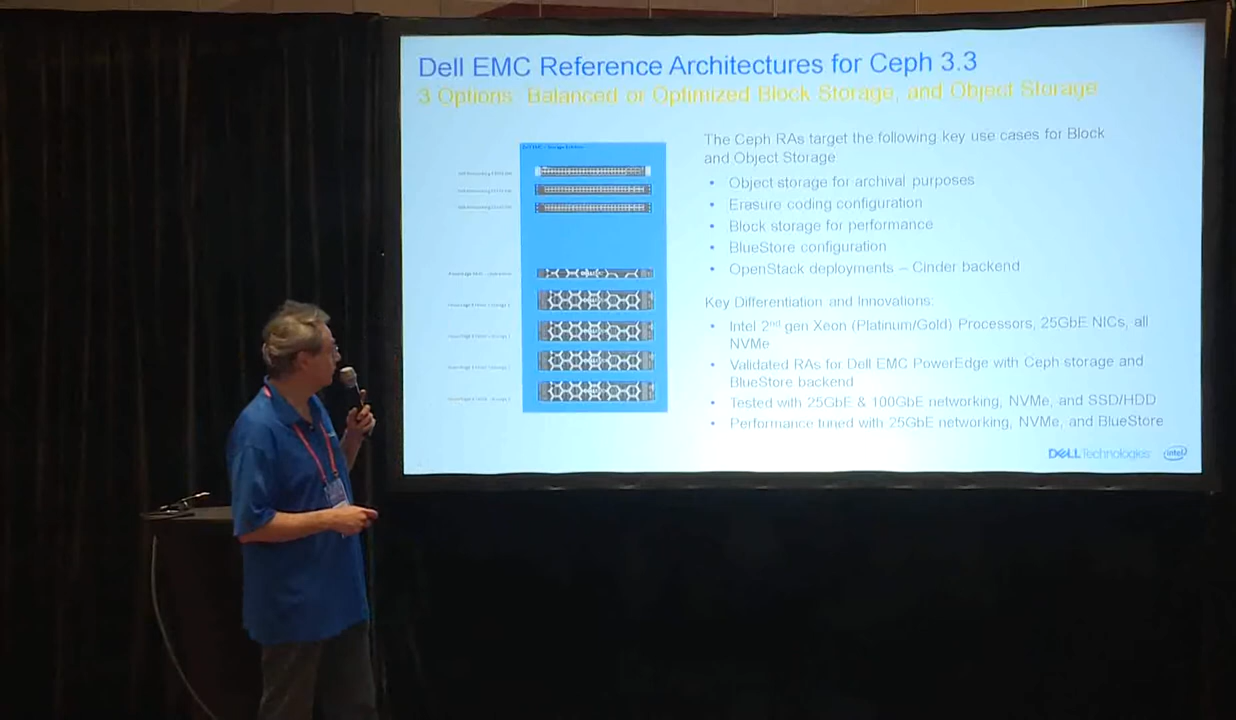 Dell EMC Reference Architectures for Ceph 3.3
3 Options: Balanced or Optimized Block Storage, and Object Storage
The Ceph RAs target the following key use cases for Block
and Object Storage
• Object storage for archival purposes
• Erasure coding configuration
• Block storage for performance
• BlueStore configuration
• OpenStack deployments – Cinder backend
Key Differentiation and Innovations:
• Intel 2nd gen Xeon (Platinum/Gold) Processors, 25GbE NICs, all
NVMe
• Validated RAs for Dell EMC PowerEdge with Ceph storage and
BlueStore backend
• Tested with 25GbE & 100GbE networking, NVMe, and SSD/HDD
• Performance tuned with 25GbE networking, NVMe, and BlueStore
DELL Technologies
intel